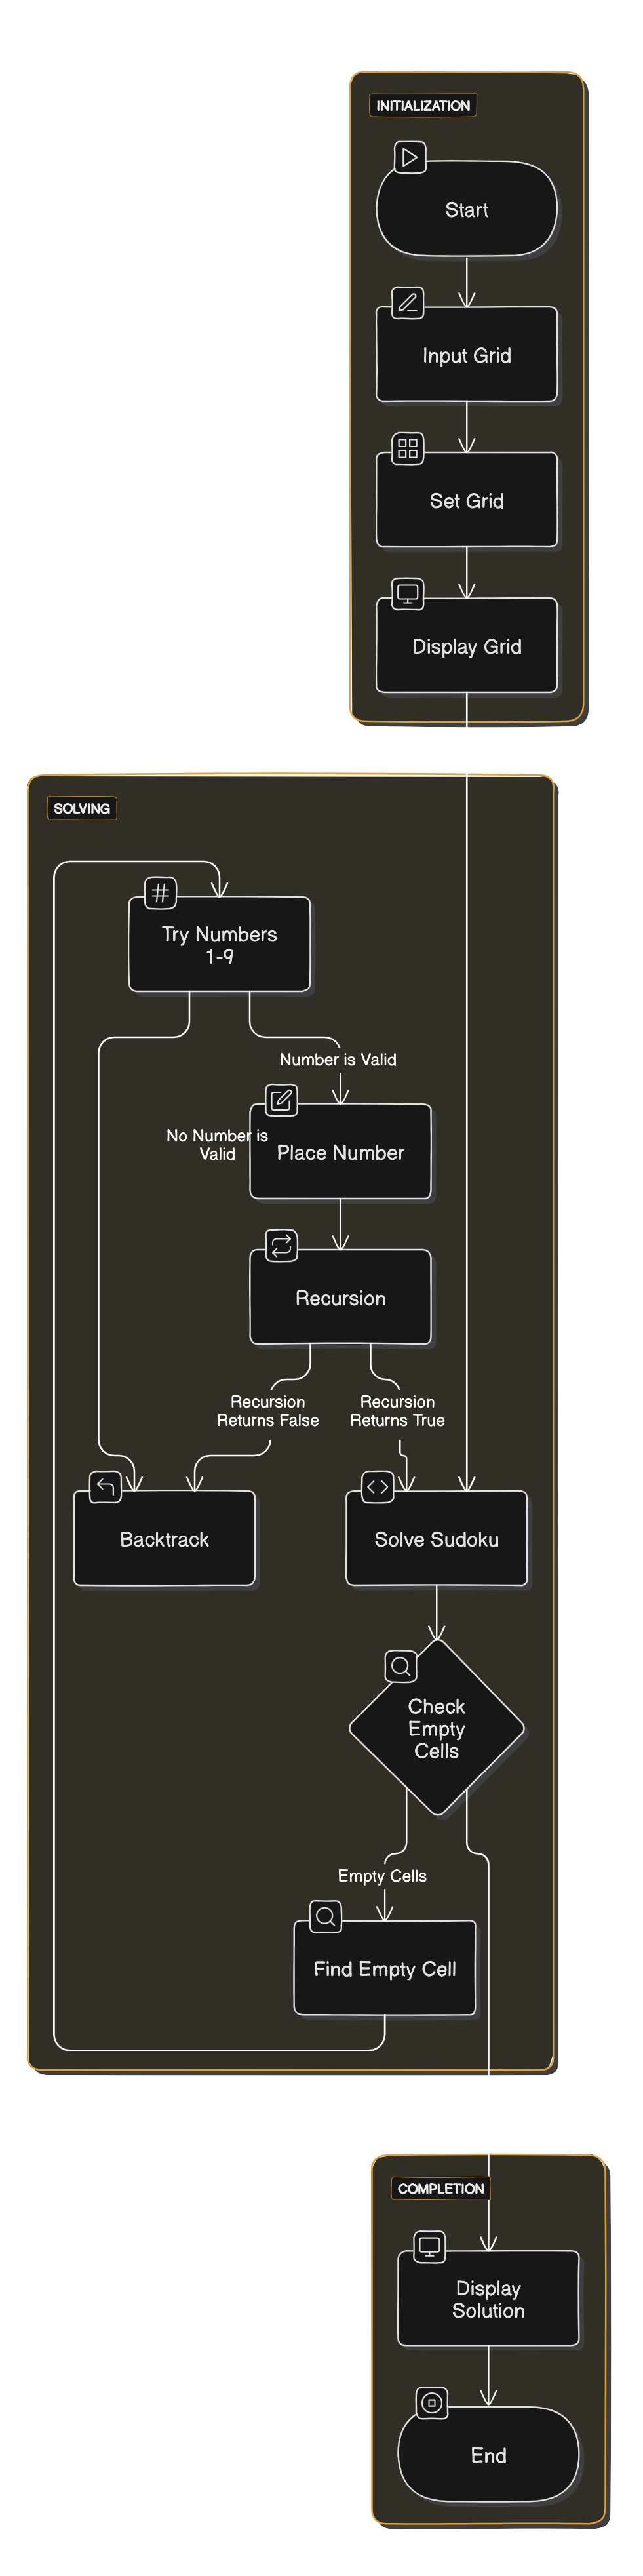 INITIALIZATION
Start
Input Grid
Set Grid
Display Grid
SOLVING
Try Numbers
1-9
Number is Valid
No Number is
Valid
Place Number
Recursion
Recursion
Returns False
Recursion
Returns True
Backtrack
Solve Sudoku
Check
Empty
Cells
Empty Cells
Find Empty Cell
COMPLETION
Display
Solution
End